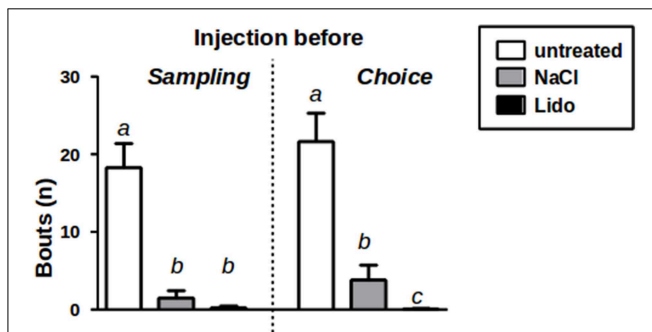 Injection before
Sampling
Choice
30
20
10
0
Bouts (n)
a
b
b
a
b
c
untreated
NaCl
Lido